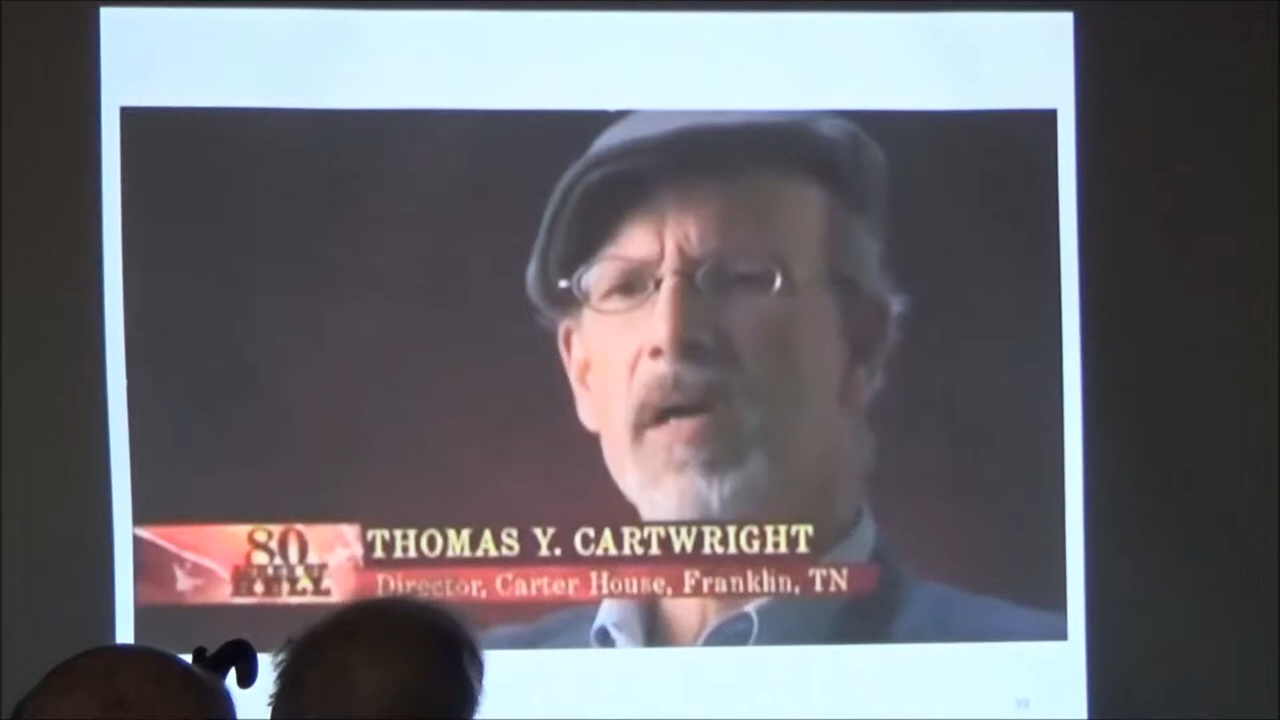 80
THOMAS Y. CARTWRIGHT
Director, Carter House, Franklin, TN